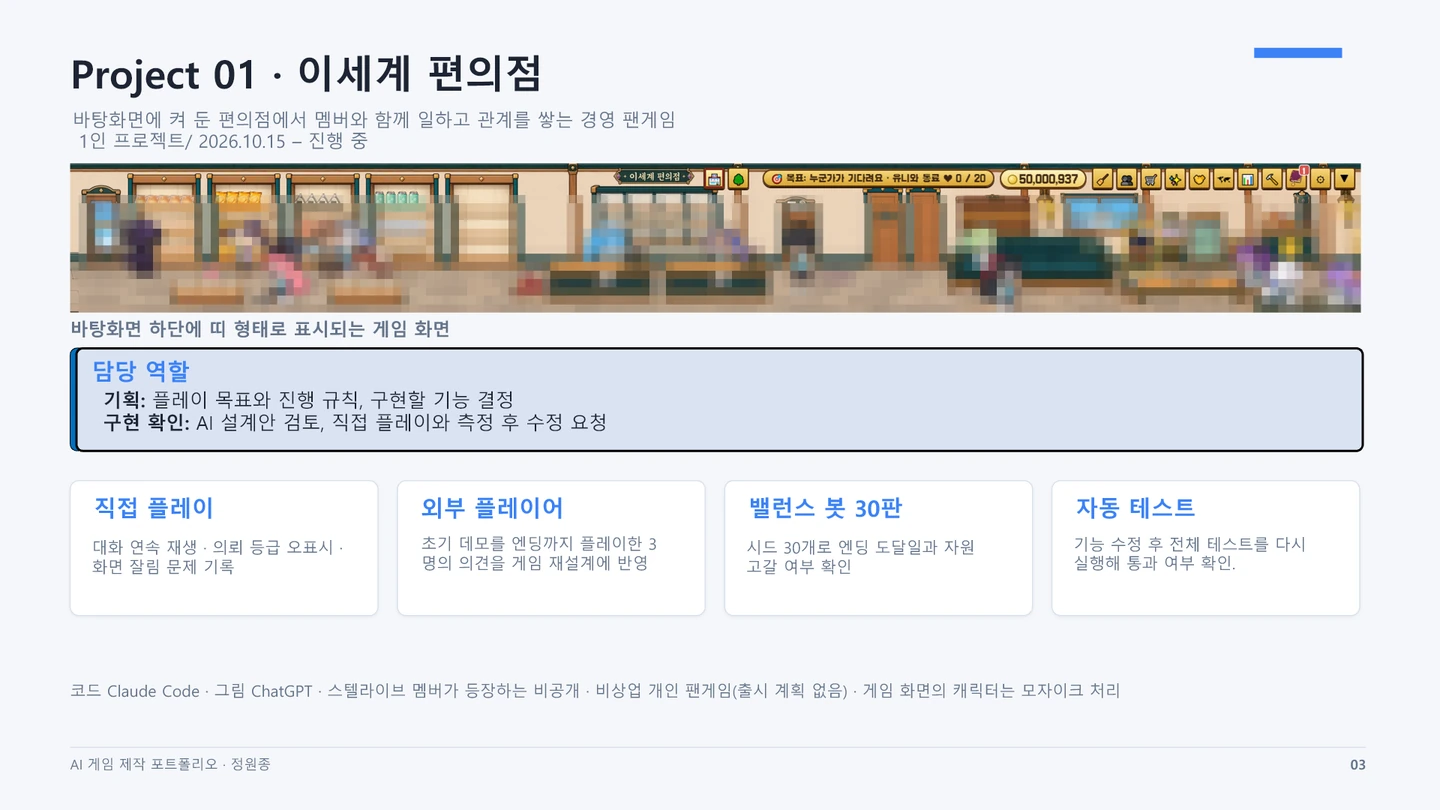 Project 01 · 이세계 편의점
바탕화면에 켜 둔 편의점에서 멤버와 함께 일하고 관계를 쌓는 경영 팬게임
1인 프로젝트/ 2026.10.15 – 진행 중
· 이세계 편의점 ·
목표: 누군가가 기다려요 · 유니와 동료 ♥ 0 / 20
50,000,937
1
바탕화면 하단에 띠 형태로 표시되는 게임 화면
담당 역할
기획: 플레이 목표와 진행 규칙, 구현할 기능 결정
구현 확인: AI 설계안 검토, 직접 플레이와 측정 후 수정 요청
직접 플레이
대화 연속 재생 · 의뢰 등급 오표시 ·
화면 잘림 문제 기록
외부 플레이어
초기 데모를 엔딩까지 플레이한 3
명의 의견을 게임 재설계에 반영
밸런스 봇 30판
시드 30개로 엔딩 도달일과 자원
고갈 여부 확인
자동 테스트
기능 수정 후 전체 테스트를 다시
실행해 통과 여부 확인.
코드 Claude Code · 그림 ChatGPT · 스텔라이브 멤버가 등장하는 비공개 · 비상업 개인 팬게임(출시 계획 없음) · 게임 화면의 캐릭터는 모자이크 처리
AI 게임 제작 포트폴리오 · 정원종
03